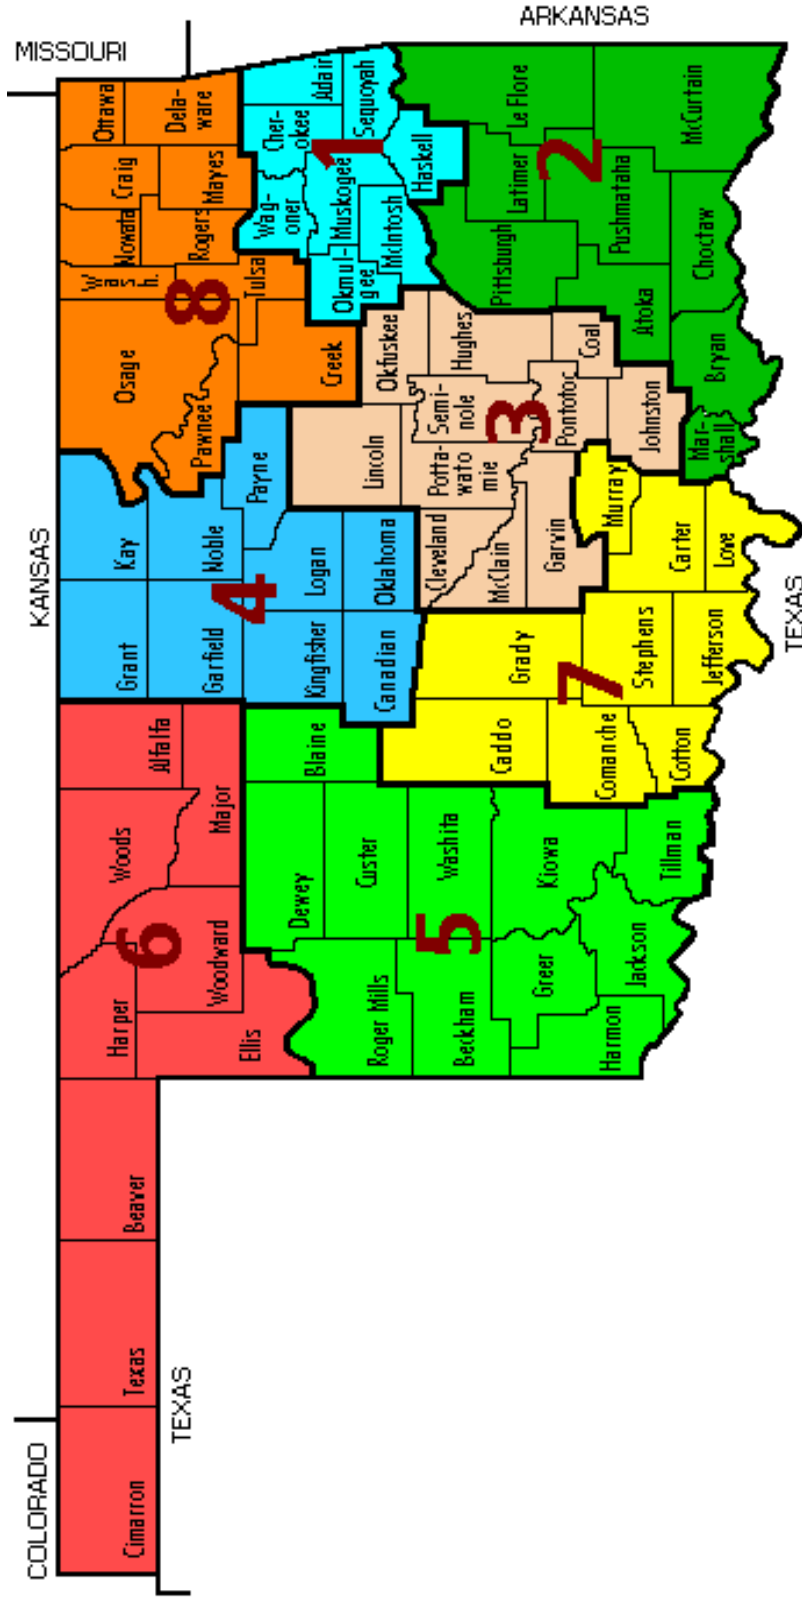 COLORADO
KANSAS
MISSOURI
ARKANSAS
TEXAS
TEXAS
6
Cimarron
Texas
Beaver
Harper
Woods
Alfalfa
Ellis
Woodward
Major
4
Grant
Kay
Garfield
Noble
Payne
Kingfisher
Logan
Canadian
Oklahoma
8
Osage
Wash.
Nowata
Craig
Ottawa
Pawnee
Rogers
Mayes
Dela-
ware
Tulsa
Creek
1
Wag-
oner
Cher-
okee
Adair
Okmul-
gee
Muskogee
Sequoyah
McIntosh
Haskell
5
Dewey
Blaine
Roger Mills
Custer
Beckham
Washita
Greer
Kiowa
Harmon
Jackson
Tillman
7
Caddo
Grady
Comanche
Stephens
Murray
Cotton
Jefferson
Carter
Love
3
Lincoln
Okfuskee
Cleveland
Potta-
wato
mie
Semi-
nole
Hughes
McClain
Garvin
Pontotoc
Coal
Johnston
2
Pittsburgh
Latimer
Le Flore
Atoka
Pushmataha
McCurtain
Mar-
shall
Bryan
Choctaw